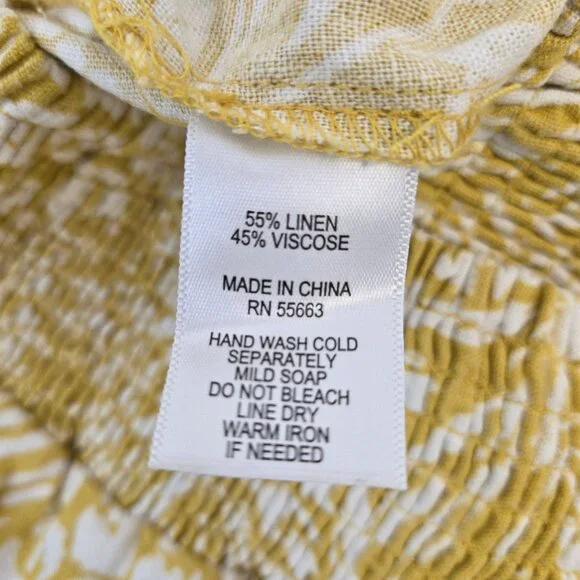 55% LINEN
45% VISCOSE
MADE IN CHINA
RN 55663
HAND WASH COLD
SEPARATELY
MILD SOAP
DO NOT BLEACH
LINE DRY
WARM IRON
IF NEEDED